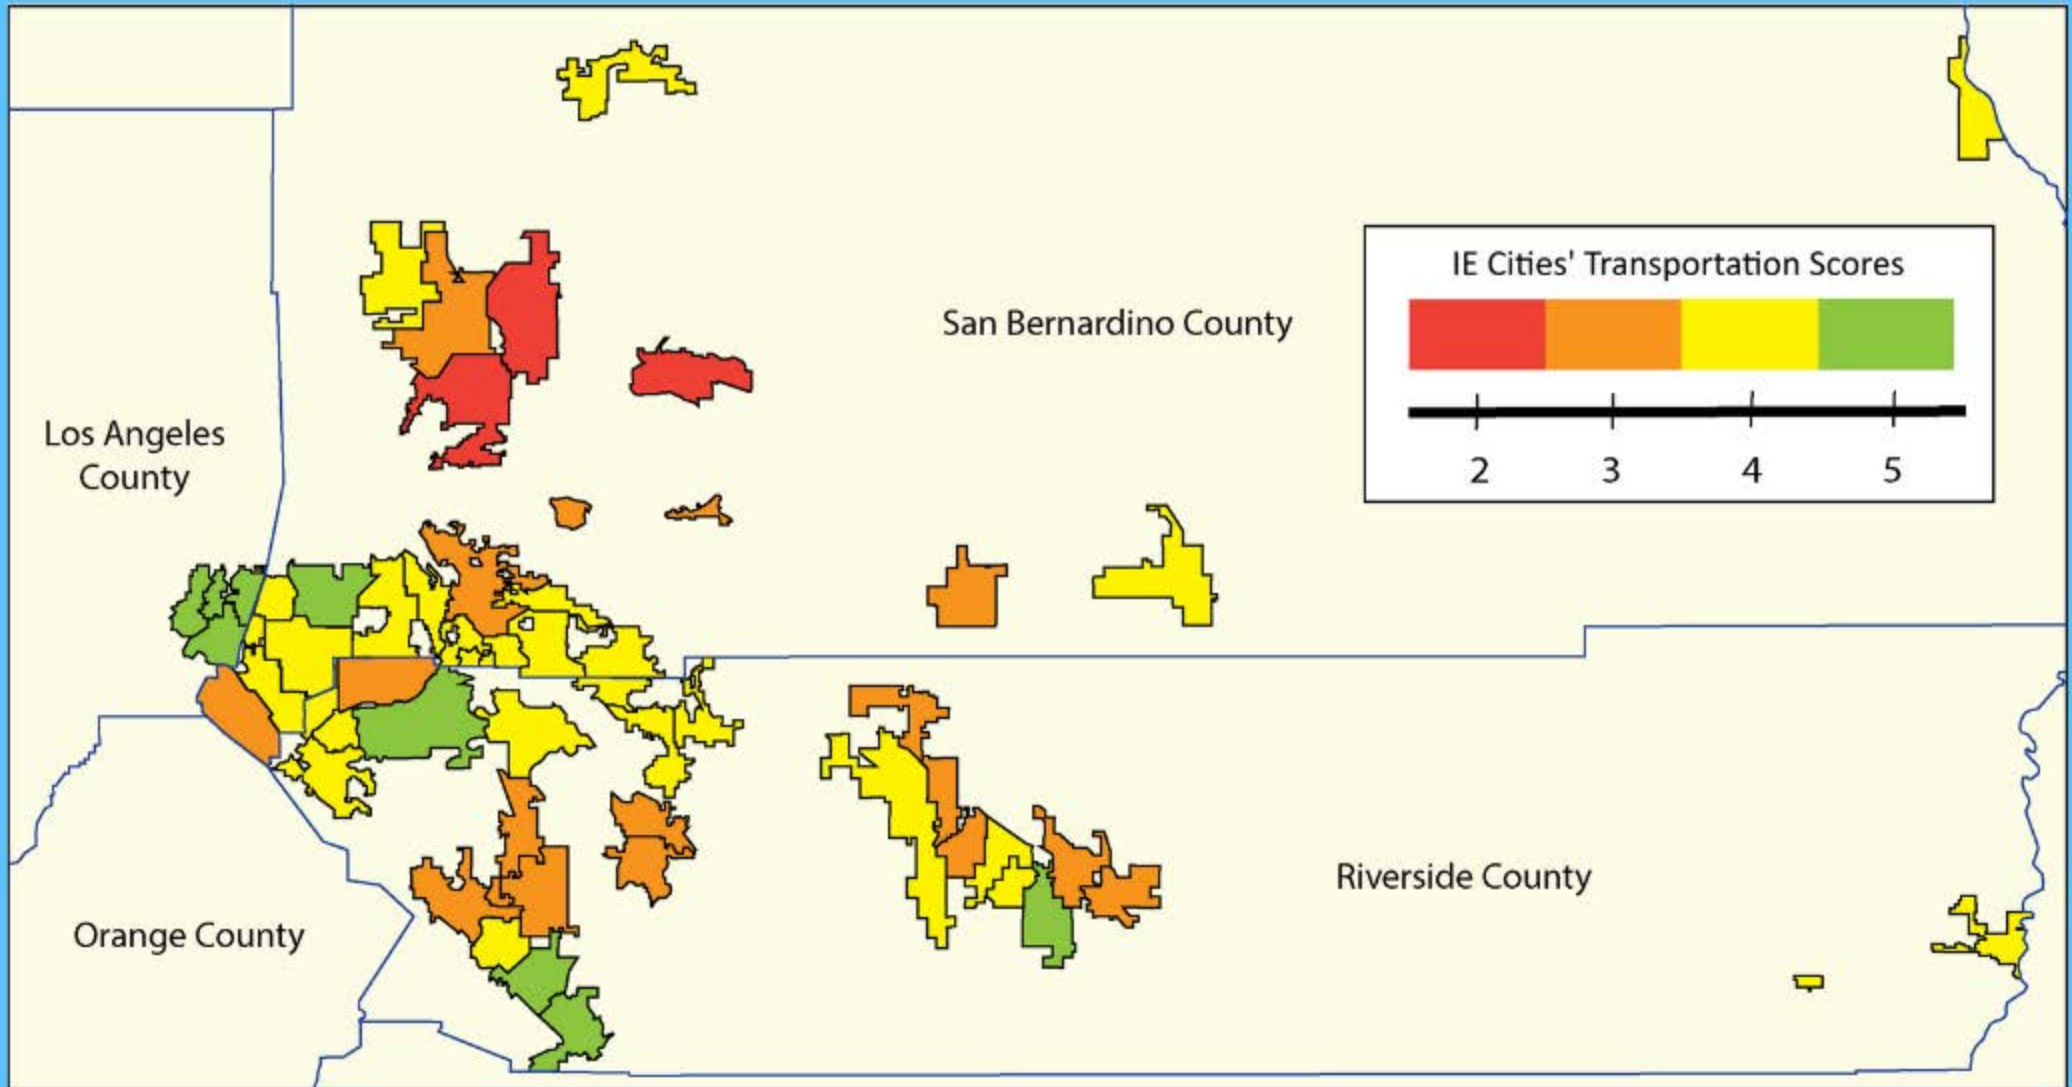 San Bernardino County
IE Cities' Transportation Scores
2 3 4 5
Los Angeles
County
Riverside County
Orange County